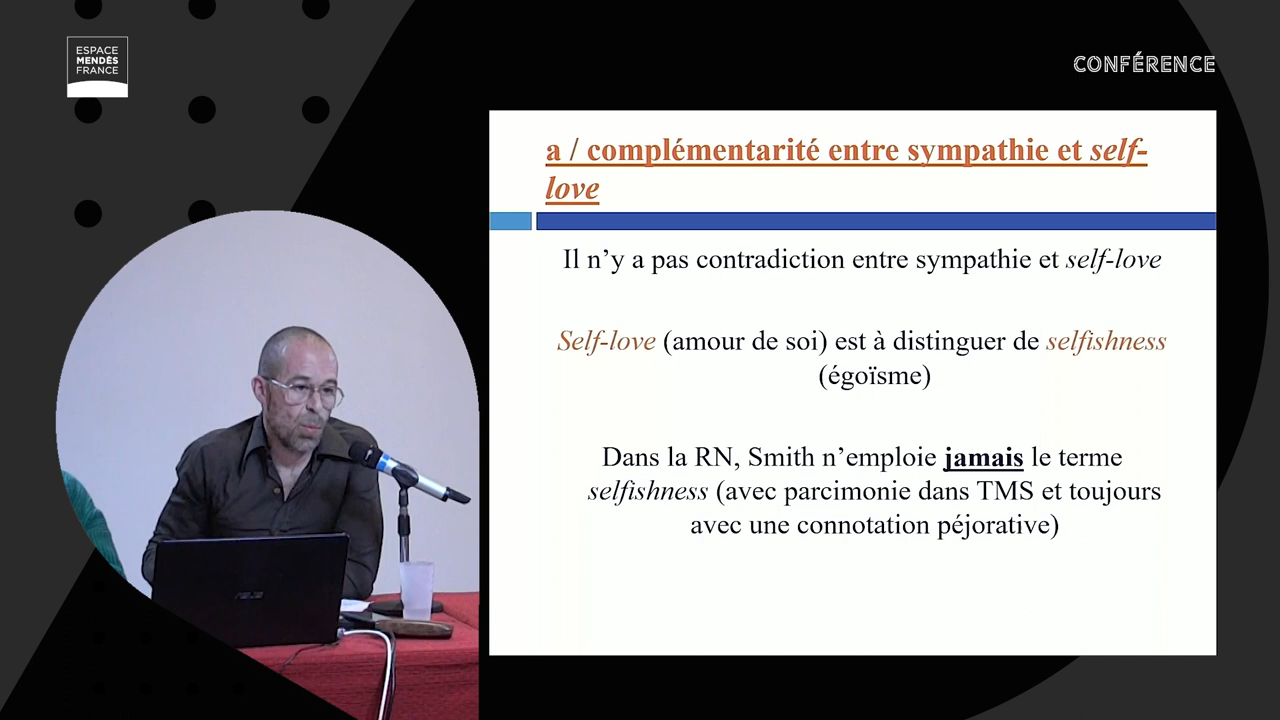 ESPACE
MENDÈS
FRANCE
CONFÉRENCE
a / complémentarité entre sympathie et self-
love
Il n’y a pas contradiction entre sympathie et self-love
Self-love (amour de soi) est à distinguer de selfishness
(égoïsme)
Dans la RN, Smith n’emploie jamais le terme
selfishness (avec parcimonie dans TMS et toujours
avec une connotation péjorative)
ASUS